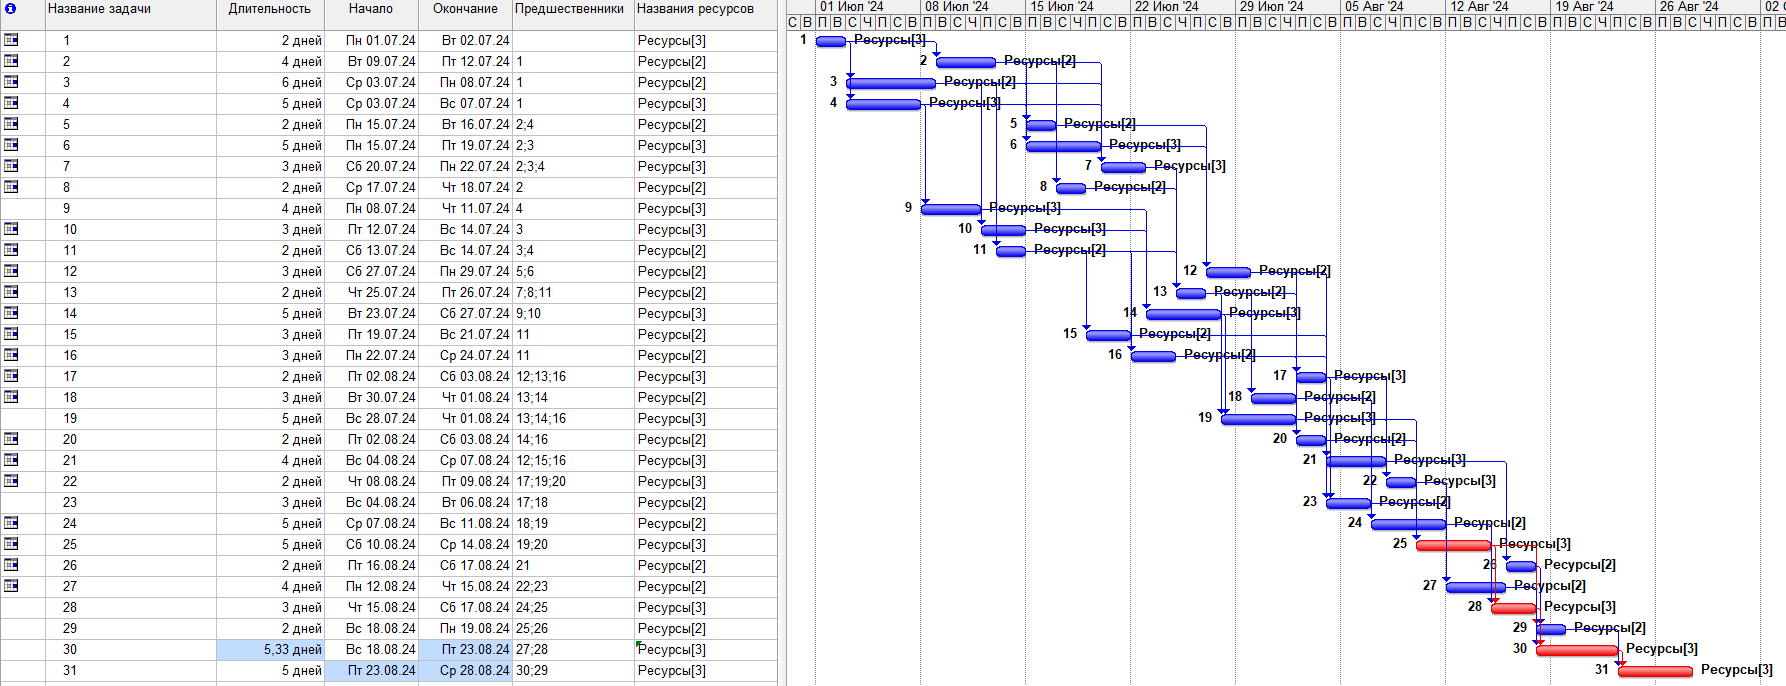 Название задачи Длительность Начало Окончание Предшественники Названия ресурсов 01 Июл '24 08 Июл '24 15 Июл '24 22 Июл '24 29 Июл '24 05 Авг '24 12 Авг '24 19 Авг '24 26 Авг '24 02 С
С В П В С Ч П С В П В С Ч П С В П В С Ч П С В П В С Ч П С В П В С Ч П С В П В С Ч П С В П В С Ч П С В П В С Ч П С В П В С Ч П С В П В
1 2 дней Пн 01.07.24 Вт 02.07.24 Ресурсы[3] 1 Ресурсы[3]
2 4 дней Вт 09.07.24 Пт 12.07.24 1 Ресурсы[2] 2 Ресурсы[2]
3 6 дней Ср 03.07.24 Пн 08.07.24 1 Ресурсы[2] 3 Ресурсы[2]
4 5 дней Ср 03.07.24 Вс 07.07.24 1 Ресурсы[3] 4 Ресурсы[3]
5 2 дней Пн 15.07.24 Вт 16.07.24 2;4 Ресурсы[2] 5 Ресурсы[2]
6 5 дней Пн 15.07.24 Пт 19.07.24 2;3 Ресурсы[3] 6 Ресурсы[3]
7 3 дней Сб 20.07.24 Пн 22.07.24 2;3;4 Ресурсы[3] 7 Ресурсы[3]
8 2 дней Ср 17.07.24 Чт 18.07.24 2 Ресурсы[2] 8 Ресурсы[2]
9 4 дней Пн 08.07.24 Чт 11.07.24 4 Ресурсы[3] 9 Ресурсы[3]
10 3 дней Пт 12.07.24 Вс 14.07.24 3 Ресурсы[3] 10 Ресурсы[3]
11 2 дней Сб 13.07.24 Вс 14.07.24 3;4 Ресурсы[2] 11 Ресурсы[2]
12 3 дней Сб 27.07.24 Пн 29.07.24 5;6 Ресурсы[2] 12 Ресурсы[2]
13 2 дней Чт 25.07.24 Пт 26.07.24 7;8;11 Ресурсы[2] 13 Ресурсы[2]
14 5 дней Вт 23.07.24 Сб 27.07.24 9;10 Ресурсы[3] 14 Ресурсы[3]
15 3 дней Пт 19.07.24 Вс 21.07.24 11 Ресурсы[2] 15 Ресурсы[2]
16 3 дней Пн 22.07.24 Ср 24.07.24 11 Ресурсы[2] 16 Ресурсы[2]
17 2 дней Пт 02.08.24 Сб 03.08.24 12;13;16 Ресурсы[3] 17 Ресурсы[3]
18 3 дней Вт 30.07.24 Чт 01.08.24 13;14 Ресурсы[2] 18 Ресурсы[2]
19 5 дней Вс 28.07.24 Чт 01.08.24 13;14;16 Ресурсы[3] 19 Ресурсы[3]
20 2 дней Пт 02.08.24 Сб 03.08.24 14;16 Ресурсы[2] 20 Ресурсы[2]
21 4 дней Вс 04.08.24 Ср 07.08.24 12;15;16 Ресурсы[3] 21 Ресурсы[3]
22 2 дней Чт 08.08.24 Пт 09.08.24 17;19;20 Ресурсы[3] 22 Ресурсы[3]
23 3 дней Вс 04.08.24 Вт 06.08.24 17;18 Ресурсы[2] 23 Ресурсы[2]
24 5 дней Ср 07.08.24 Вс 11.08.24 18;19 Ресурсы[2] 24 Ресурсы[2]
25 5 дней Сб 10.08.24 Ср 14.08.24 19;20 Ресурсы[3] 25 Ресурсы[3]
26 2 дней Пт 16.08.24 Сб 17.08.24 21 Ресурсы[2] 26 Ресурсы[2]
27 4 дней Пн 12.08.24 Чт 15.08.24 22;23 Ресурсы[2] 27 Ресурсы[2]
28 3 дней Чт 15.08.24 Сб 17.08.24 24;25 Ресурсы[3] 28 Ресурсы[3]
29 2 дней Вс 18.08.24 Пн 19.08.24 25;26 Ресурсы[2] 29 Ресурсы[2]
30 5,33 дней Вс 18.08.24 Пт 23.08.24 27;28 Ресурсы[3] 30 Ресурсы[3]
31 5 дней Пт 23.08.24 Ср 28.08.24 30;29 Ресурсы[3] 31 Ресурсы[3]